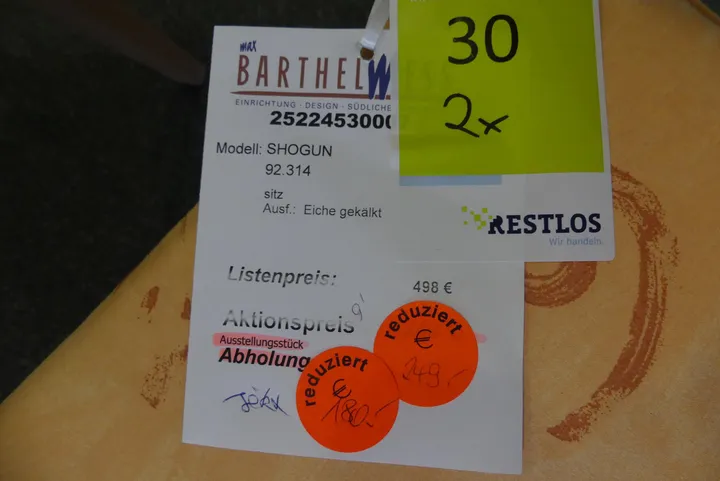 max
BARTHEL
EINRICHTUNG · DESIGN · SÜDLICHE
2522453000
Modell: SHOGUN
92.314
sitz
Ausf.: Eiche gekälkt
Listenpreis:
498 €
Aktionspreis
Ausstellungsstück
Abholung
reduziert
€
249,-
reduziert
€
180,-
30
2x
RESTLOS
Wir handeln.